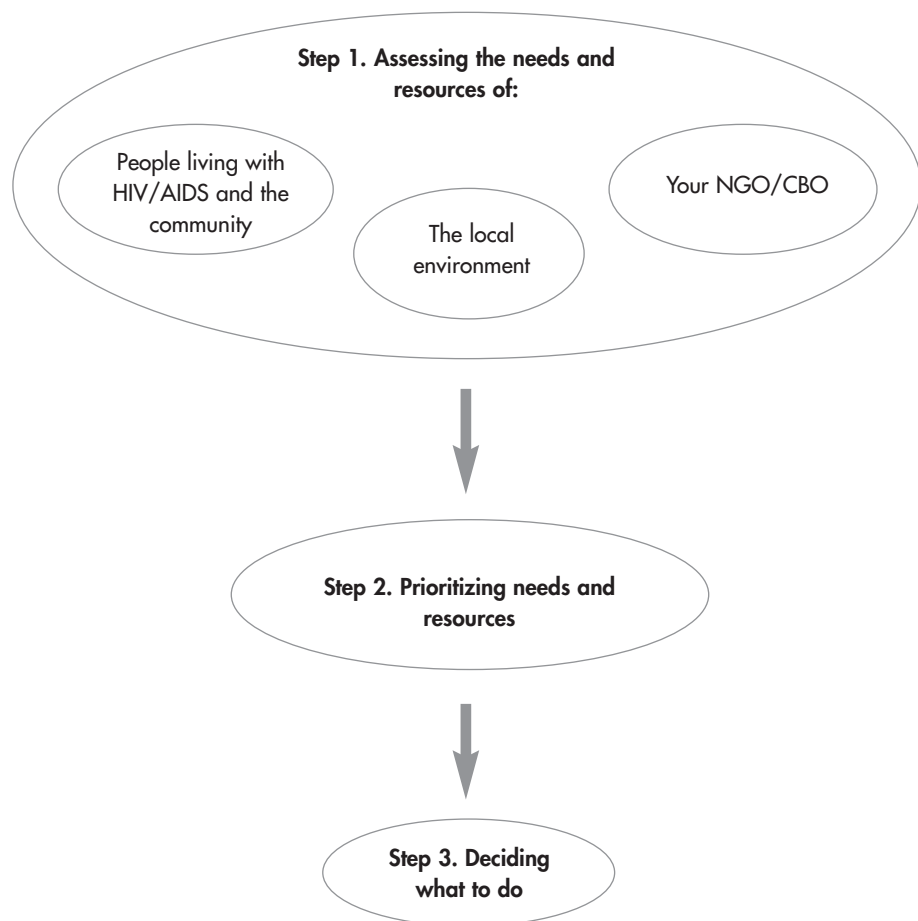 Step 1. Assessing the needs and
resources of:
People living with
HIV/AIDS and the
community
The local
environment
Your NGO/CBO
Step 2. Prioritizing needs and
resources
Step 3. Deciding
what to do